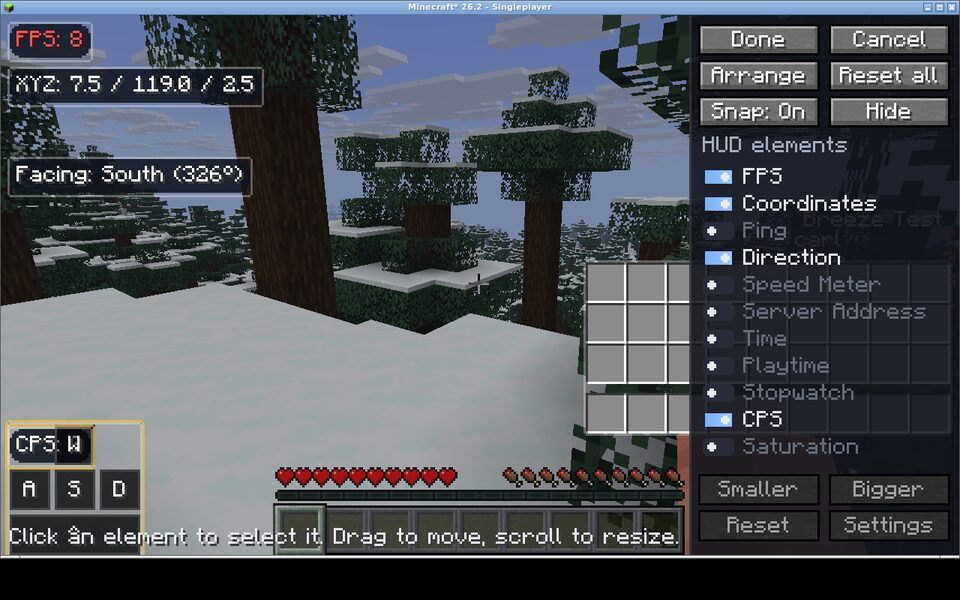 Minecraft* 26.2 - Singleplayer
FPS: 8
XYZ: 7.5 / 119.0 / 2.5
Facing: South (326°)
CPS W
A S D
Click an element to select it. Drag to move, scroll to resize.
Done Cancel
Arrange Reset all
Snap: On Hide
HUD elements
FPS
Coordinates
Ping
Direction
Speed Meter
Server Address
Time
Playtime
Stopwatch
CPS
Saturation
Smaller Bigger
Reset Settings